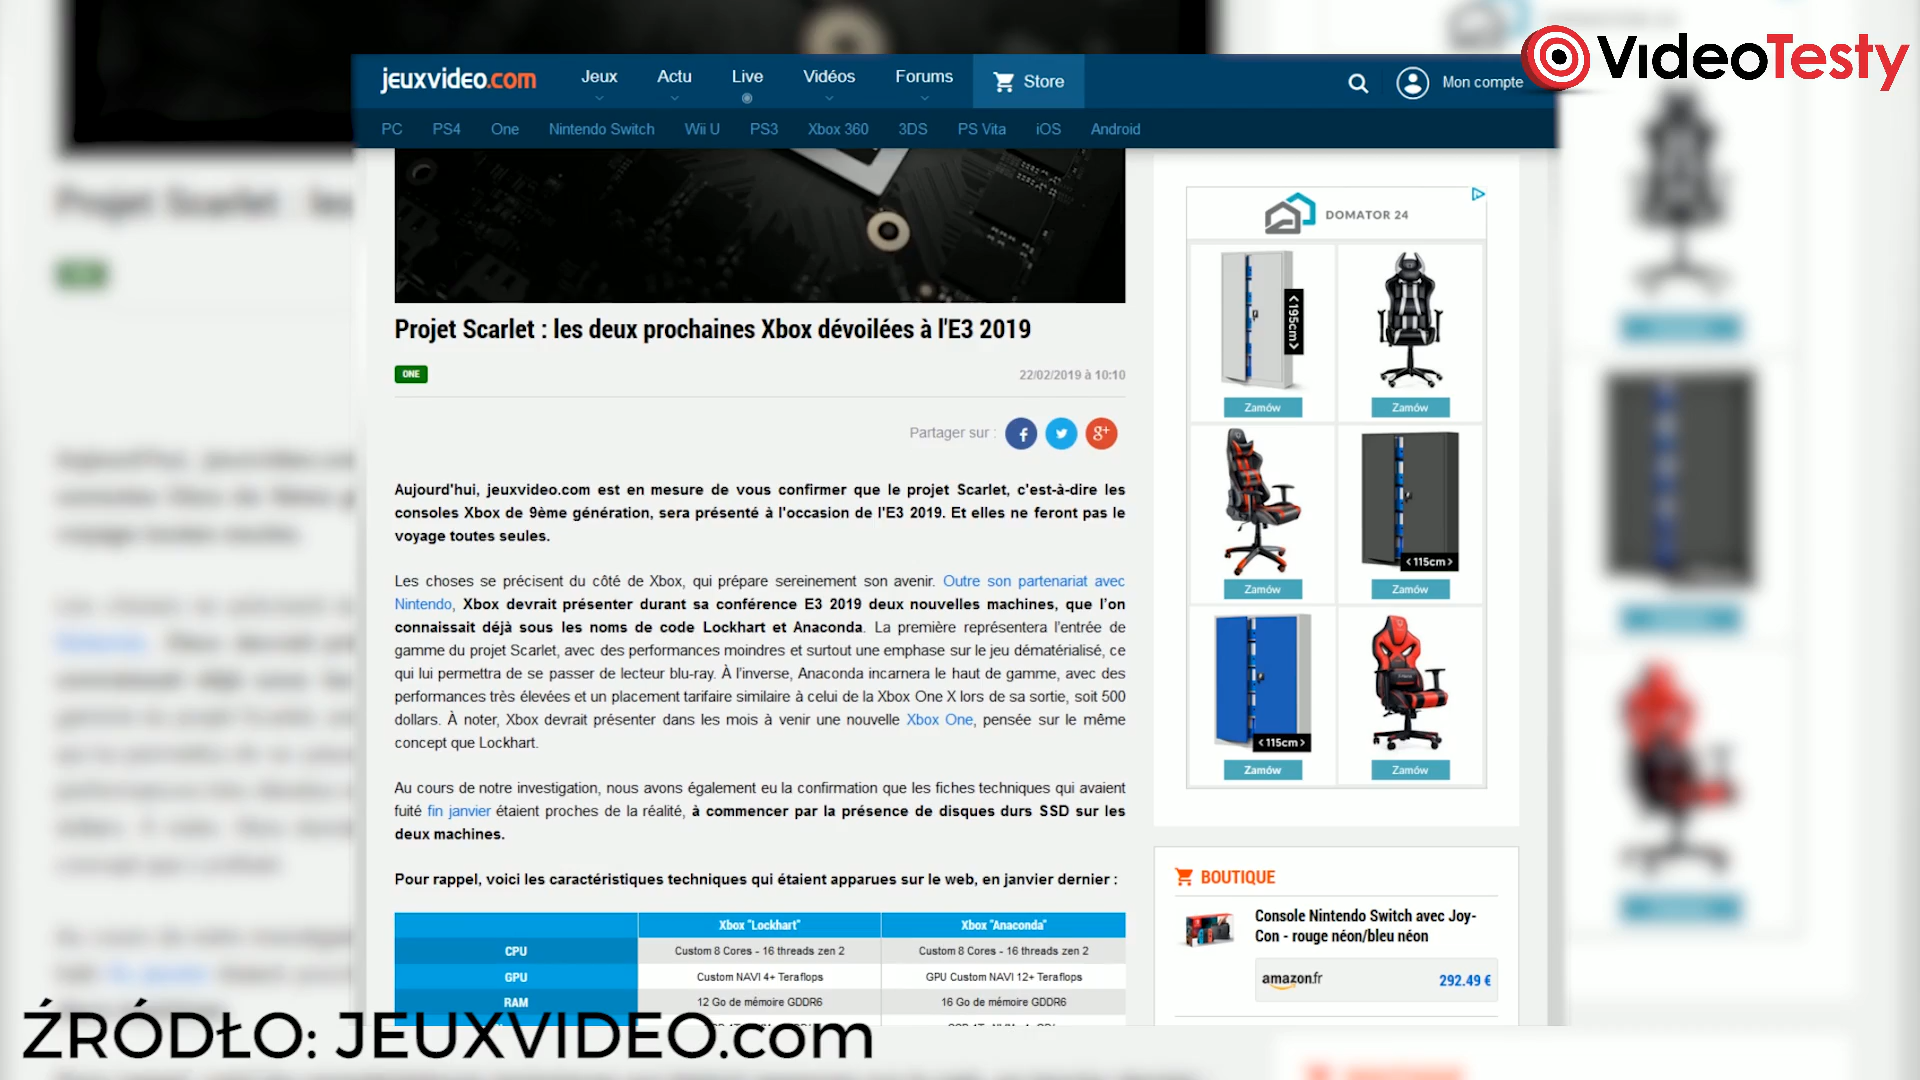 VideoTesty
jeuxvideo.com
Jeux Actu Live Vidéos Forums Store Mon compte
PC PS4 One Nintendo Switch Wii U PS3 Xbox 360 3DS PS Vita iOS Android
Projet Scarlet : les deux prochaines Xbox dévoilées à l'E3 2019
ONE
22/02/2019 à 10:10
Partager sur :
Aujourd'hui, jeuxvideo.com est en mesure de vous confirmer que le projet Scarlet, c'est-à-dire les
consoles Xbox de 9ème génération, sera présenté à l'occasion de l'E3 2019. Et elles ne feront pas le
voyage toutes seules.
Les choses se précisent du côté de Xbox, qui prépare sereinement son avenir. Outre son partenariat avec
Nintendo, Xbox devrait présenter durant sa conférence E3 2019 deux nouvelles machines, que l'on
connaissait déjà sous les noms de code Lockhart et Anaconda. La première représentera l'entrée de
gamme du projet Scarlet, avec des performances moindres et surtout une emphase sur le jeu dématérialisé, ce
qui lui permettra de se passer de lecteur blu-ray. À l'inverse, Anaconda incarnera le haut de gamme, avec des
performances très élevées et un placement tarifaire similaire à celui de la Xbox One X lors de sa sortie, soit 500
dollars. À noter, Xbox devrait présenter dans les mois à venir une nouvelle Xbox One, pensée sur le même
concept que Lockhart.
Au cours de notre investigation, nous avons également eu la confirmation que les fiches techniques qui avaient
fuité fin janvier étaient proches de la réalité, à commencer par la présence de disques durs SSD sur les
deux machines.
Pour rappel, voici les caractéristiques techniques qui étaient apparues sur le web, en janvier dernier :
Xbox "Lockhart" Xbox "Anaconda"
CPU Custom 8 Cores - 16 threads zen 2 Custom 8 Cores - 16 threads zen 2
GPU Custom NAVI 4+ Teraflops GPU Custom NAVI 12+ Teraflops
RAM 12 Go de mémoire GDDR6 16 Go de mémoire GDDR6
DOMATOR 24
<195cm>
Zamów Zamów
<115cm>
Zamów Zamów
<115cm>
Zamów Zamów
BOUTIQUE
Console Nintendo Switch avec Joy-
Con - rouge néon/bleu néon
amazon.fr 292.49 €
ŹRÓDŁO: JEUXVIDEO.com